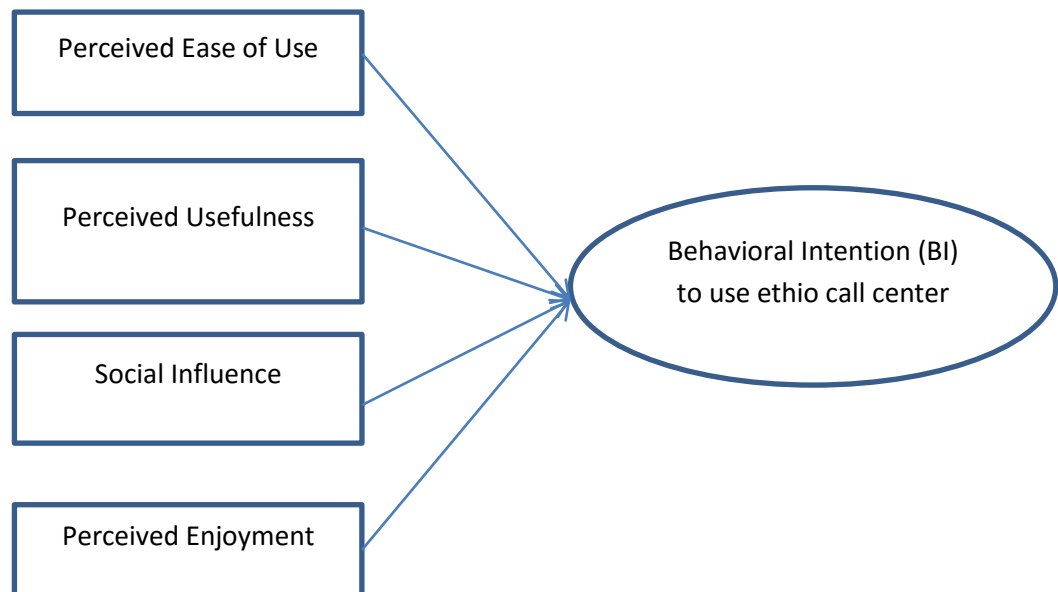 Perceived Ease of Use
Perceived Usefulness
Behavioral Intention (BI)
to use ethio call center
Social Influence
Perceived Enjoyment